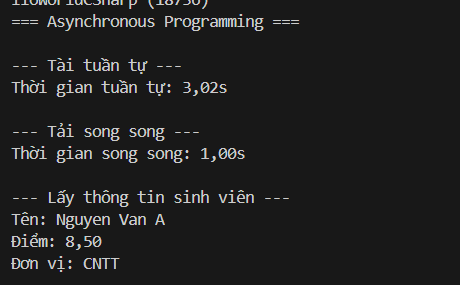 === Asynchronous Programming ===
--- Tài tuần tự ---
Thời gian tuần tự: 3,02s
--- Tải song song ---
Thời gian song song: 1,00s
--- Lấy thông tin sinh viên ---
Tên: Nguyen Van A
Điểm: 8,50
Đơn vị: CNTT